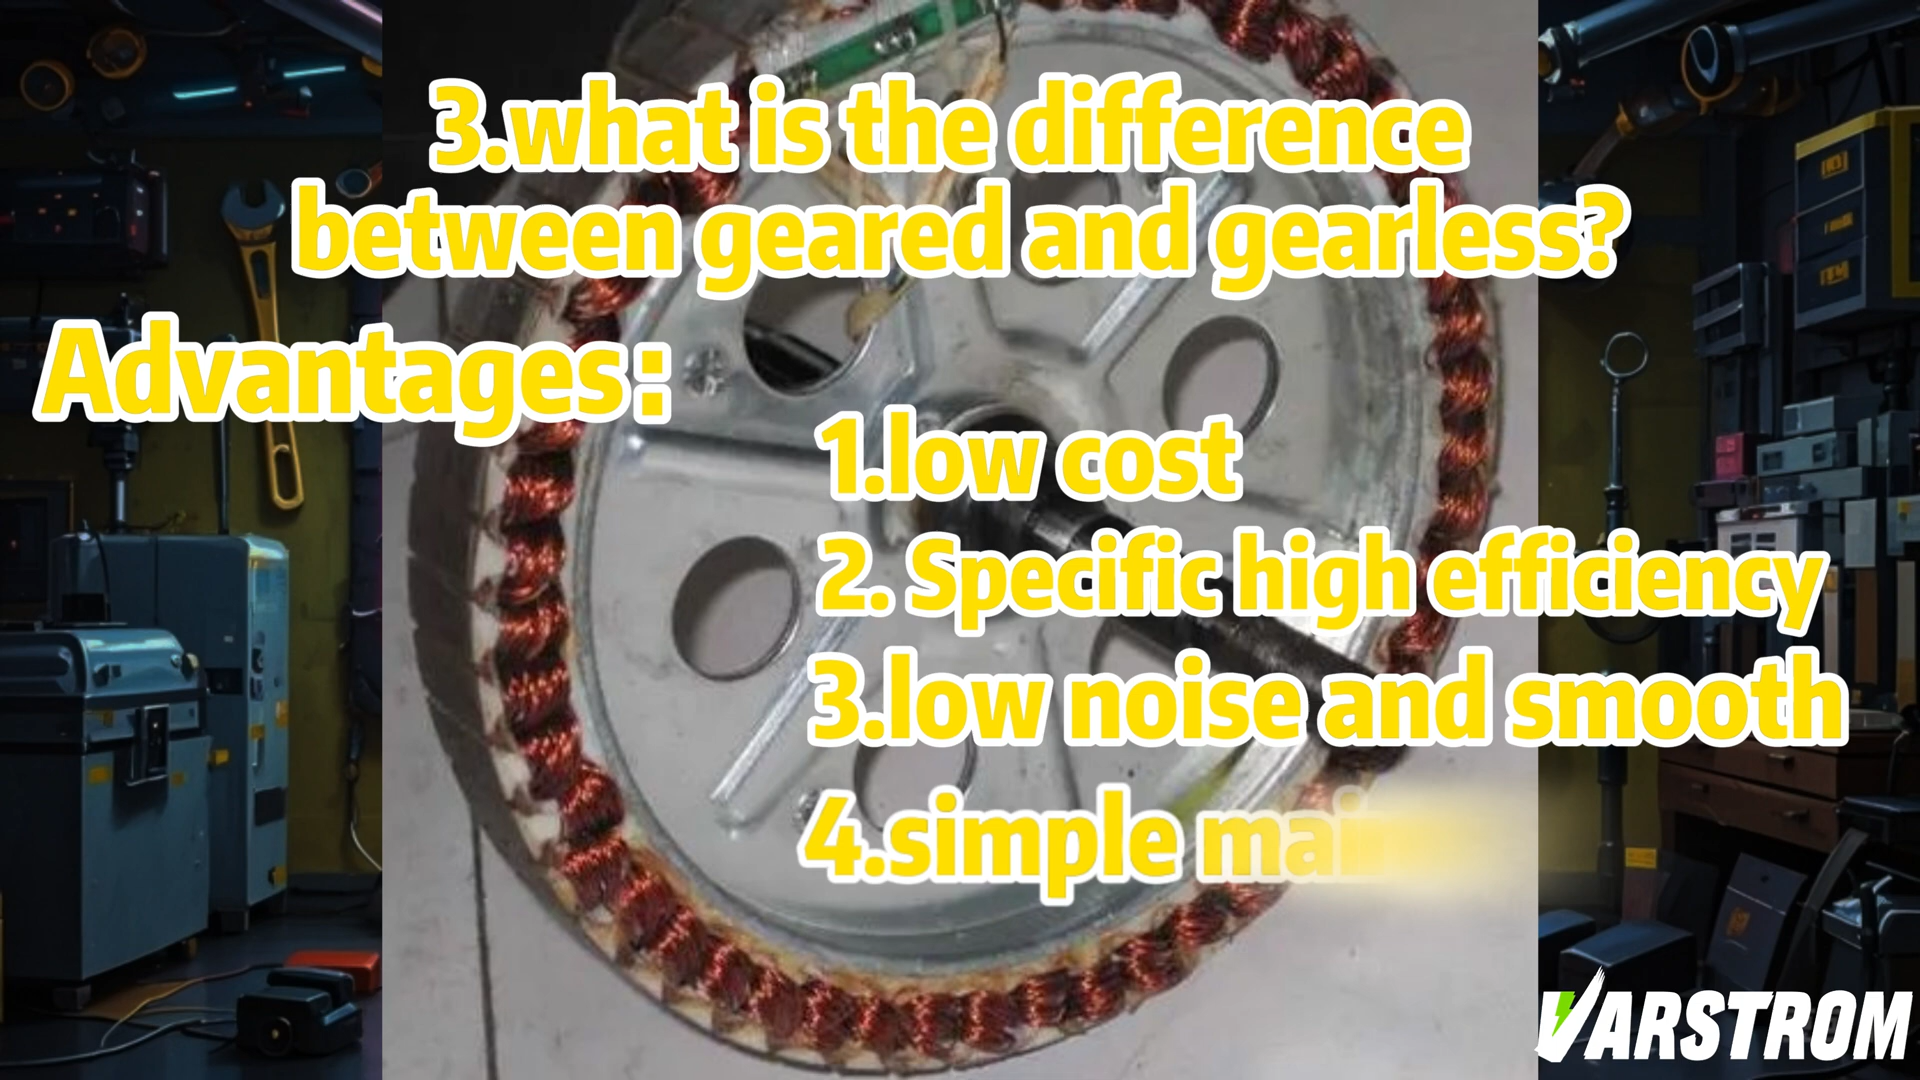 3.what is the difference
between geared and gearless?
Advantages:
1.low cost
2. Specific high efficiency
3.low noise and smooth
4.simple
VARSTROM